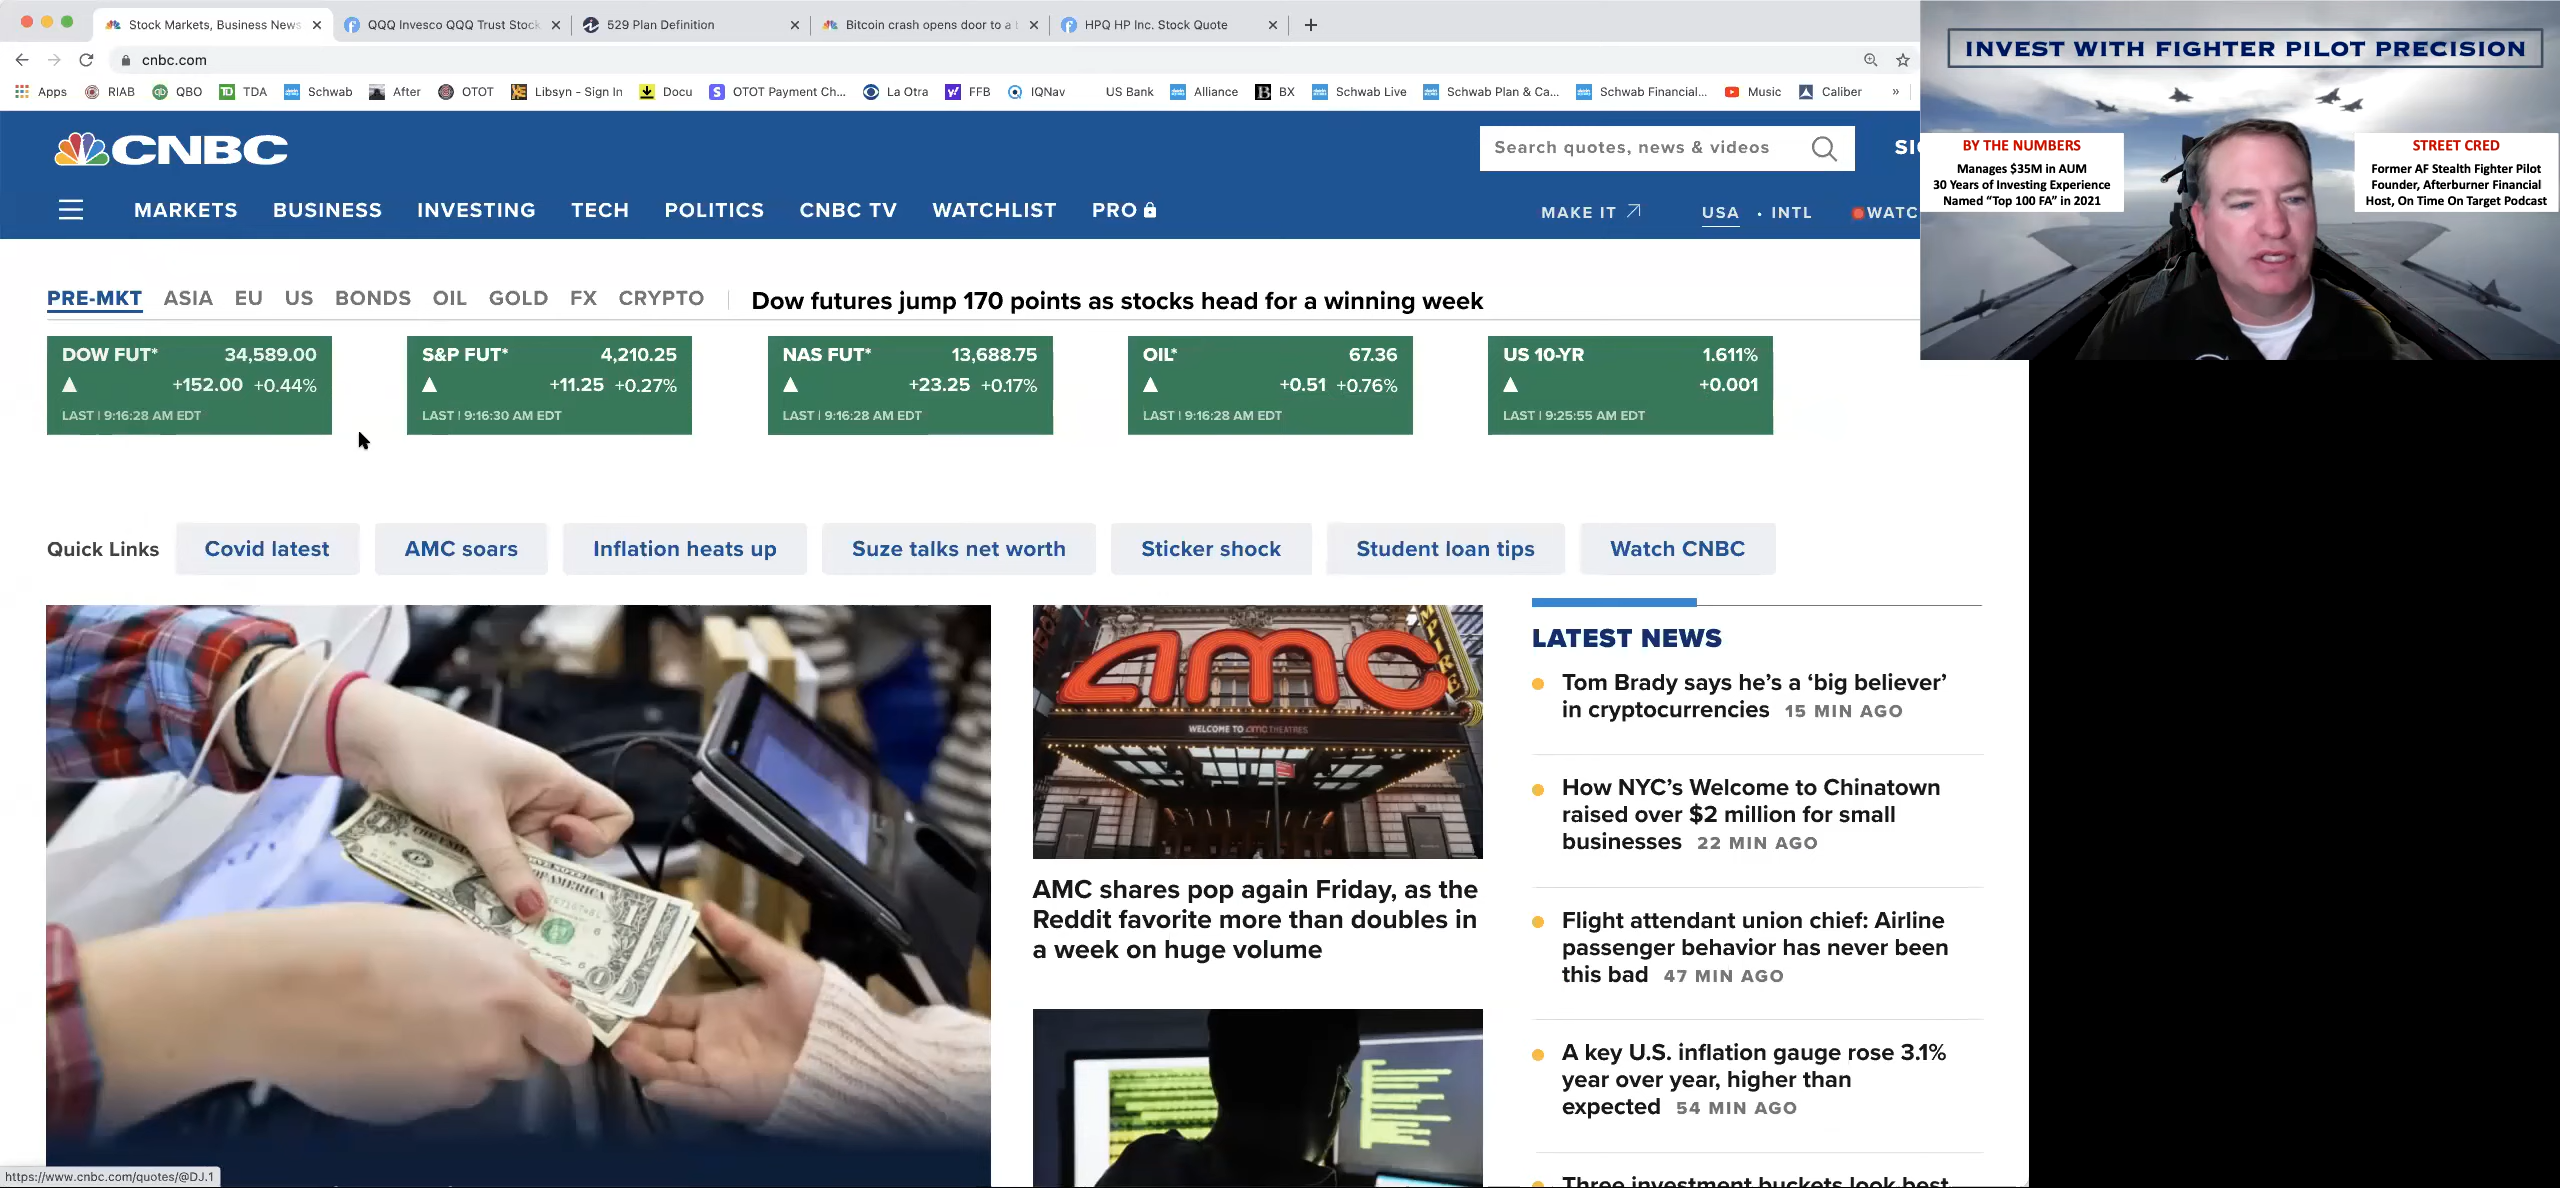 Stock Markets, Business News
QQQ Invesco QQQ Trust Stock
529 Plan Definition
Bitcoin crash opens door to a
HPQ HP Inc. Stock Quote
cnbc.com
Apps
RIAB
QBO
TDA
Schwab
After
OTOT
Libsyn - Sign In
Docu
OTOT Payment Ch...
La Otra
FFB
IQNav
US Bank
Alliance
BX
Schwab Live
Schwab Plan & Ca...
Schwab Financial...
Music
Caliber
»
CNBC
Search quotes, news & videos
MARKETS
BUSINESS
INVESTING
TECH
POLITICS
CNBC TV
WATCHLIST
PRO
MAKE IT
USA • INTL
WATC
INVEST WITH FIGHTER PILOT PRECISION
BY THE NUMBERS
Manages $35M in AUM
30 Years of Investing Experience
Named “Top 100 FA” in 2021
STREET CRED
Former AF Stealth Fighter Pilot
Founder, Afterburner Financial
Host, On Time On Target Podcast
PRE-MKT
ASIA
EU
US
BONDS
OIL
GOLD
FX
CRYPTO
Dow futures jump 170 points as stocks head for a winning week
DOW FUT* 34,589.00
+152.00 +0.44%
LAST | 9:16:28 AM EDT
S&P FUT* 4,210.25
+11.25 +0.27%
LAST | 9:16:30 AM EDT
NAS FUT* 13,688.75
+23.25 +0.17%
LAST | 9:16:28 AM EDT
OIL* 67.36
+0.51 +0.76%
LAST | 9:16:28 AM EDT
US 10-YR 1.611%
+0.001
LAST | 9:25:55 AM EDT
Quick Links
Covid latest
AMC soars
Inflation heats up
Suze talks net worth
Sticker shock
Student loan tips
Watch CNBC
amc
EMPIRE
WELCOME TO amc THEATRES
AMC shares pop again Friday, as the
Reddit favorite more than doubles in
a week on huge volume
LATEST NEWS
Tom Brady says he’s a ‘big believer’
in cryptocurrencies 15 MIN AGO
How NYC’s Welcome to Chinatown
raised over $2 million for small
businesses 22 MIN AGO
Flight attendant union chief: Airline
passenger behavior has never been
this bad 47 MIN AGO
A key U.S. inflation gauge rose 3.1%
year over year, higher than
expected 54 MIN AGO
Three investment buckets look best
https://www.cnbc.com/quotes/@DJ.1